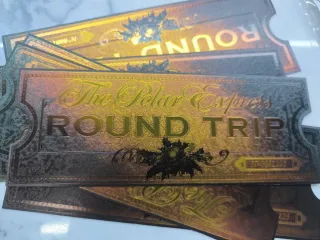 ROUND
The Polar Express
ROUND TRIP